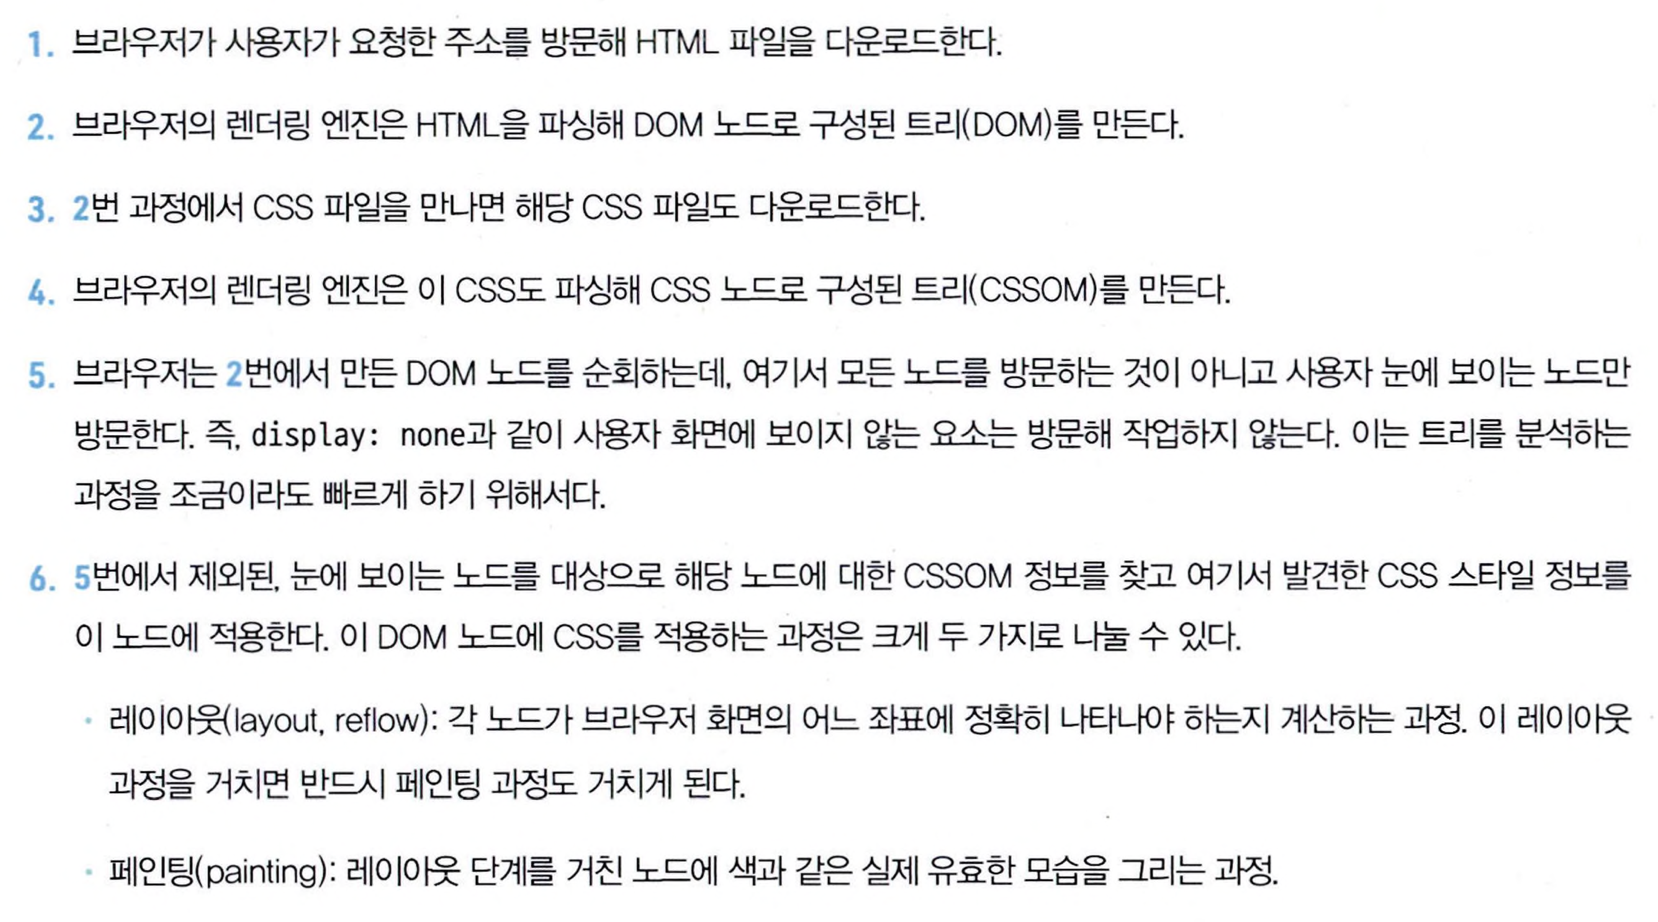 1. 브라우저가 사용자가 요청한 주소를 방문해 HTML 파일을 다운로드한다.
2. 브라우저의 렌더링 엔진은 HTML을 파싱해 DOM 노드로 구성된 트리(DOM)를 만든다.
3. 2번 과정에서 CSS 파일을 만나면 해당 CSS 파일도 다운로드한다.
4. 브라우저의 렌더링 엔진은 이 CSS도 파싱해 CSS 노드로 구성된 트리(CSSOM)를 만든다.
5. 브라우저는 2번에서 만든 DOM 노드를 순회하는데, 여기서 모든 노드를 방문하는 것이 아니고 사용자 눈에 보이는 노드만
방문한다. 즉, display: none과 같이 사용자 화면에 보이지 않는 요소는 방문해 작업하지 않는다. 이는 트리를 분석하는
과정을 조금이라도 빠르게 하기 위해서다.
6. 5번에서 제외된, 눈에 보이는 노드를 대상으로 해당 노드에 대한 CSSOM 정보를 찾고 여기서 발견한 CSS 스타일 정보를
이 노드에 적용한다. 이 DOM 노드에 CSS를 적용하는 과정은 크게 두 가지로 나눌 수 있다.
• 레이아웃(layout, reflow): 각 노드가 브라우저 화면의 어느 좌표에 정확히 나타나야 하는지 계산하는 과정. 이 레이아웃
과정을 거치면 반드시 페인팅 과정도 거치게 된다.
• 페인팅(painting): 레이아웃 단계를 거친 노드에 색과 같은 실제 유효한 모습을 그리는 과정.